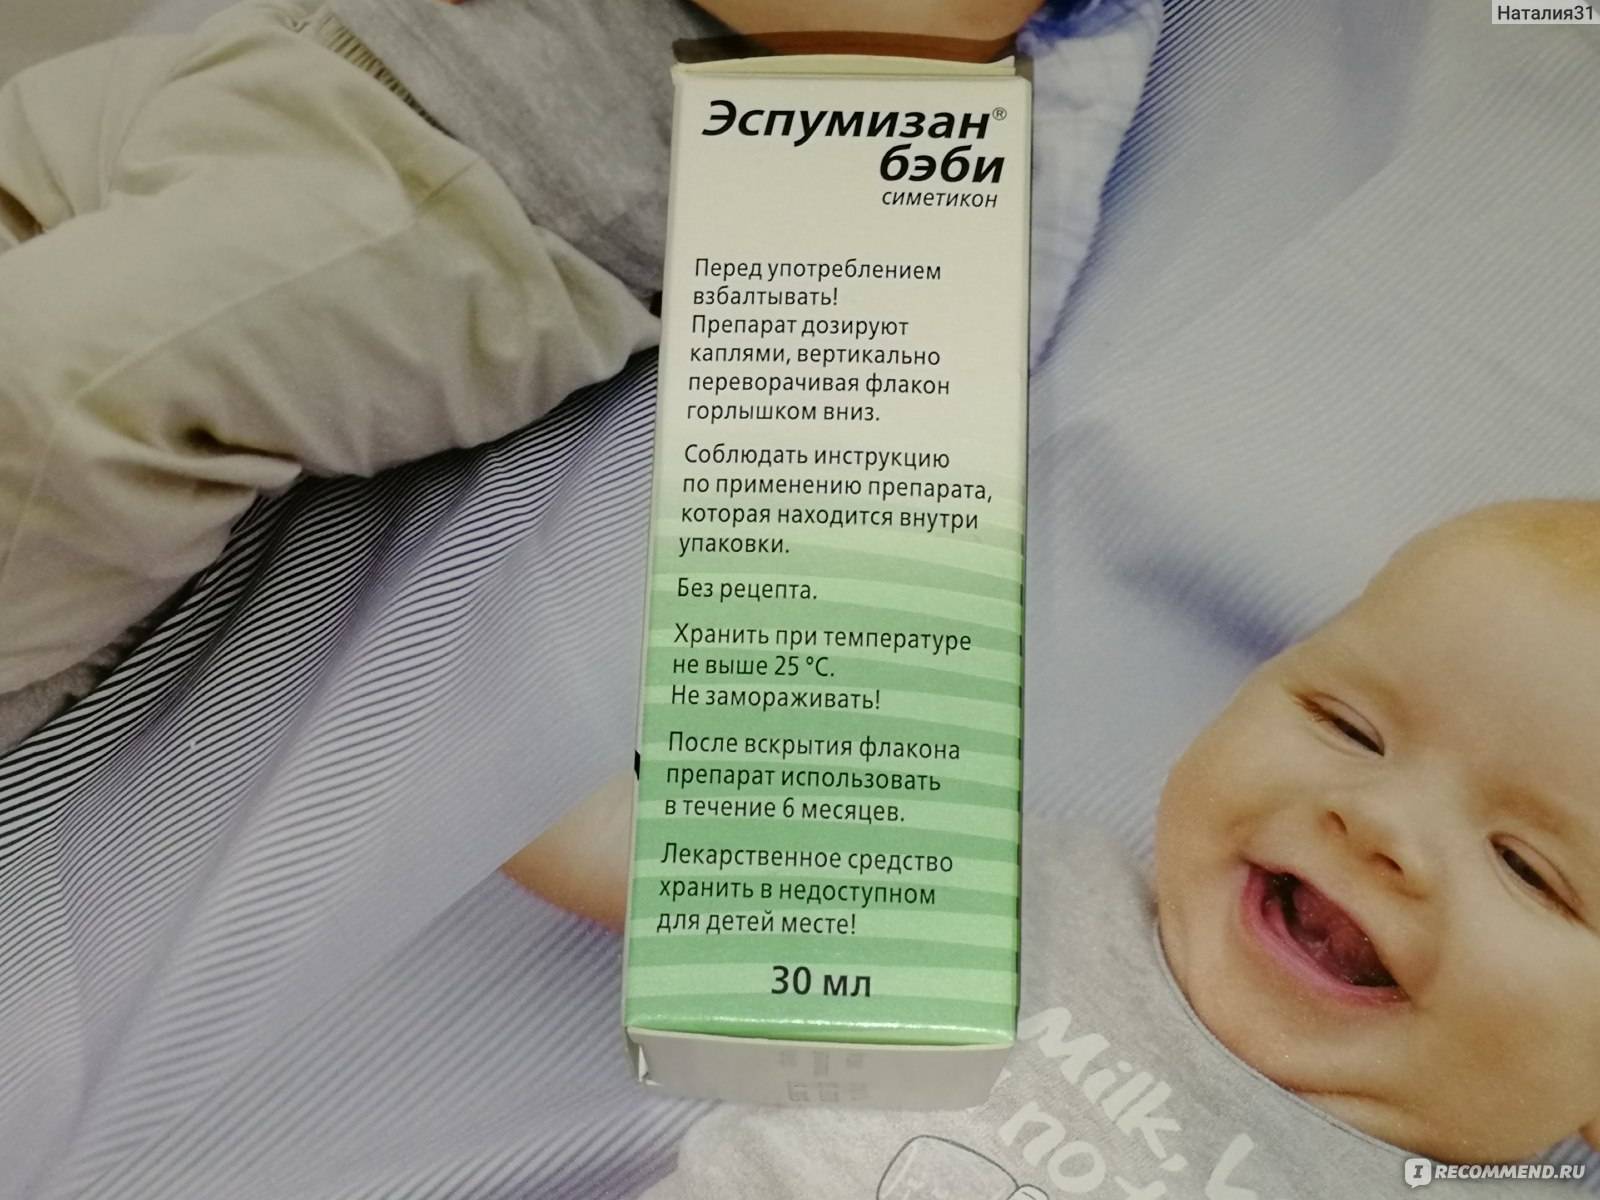 Наталия31
Эспумизан®
бэби
симетикон
Перед употреблением
взбалтывать!
Препарат дозируют
каплями, вертикально
переворачивая флакон
горлышком вниз.
Соблюдать инструкцию
по применению препарата,
которая находится внутри
упаковки.
Без рецепта.
Хранить при температуре
не выше 25 °C.
Не замораживать!
После вскрытия флакона
препарат использовать
в течение 6 месяцев.
Лекарственное средство
хранить в недоступном
для детей месте!
30 мл
Milk,
no
IRECOMMEND.RU